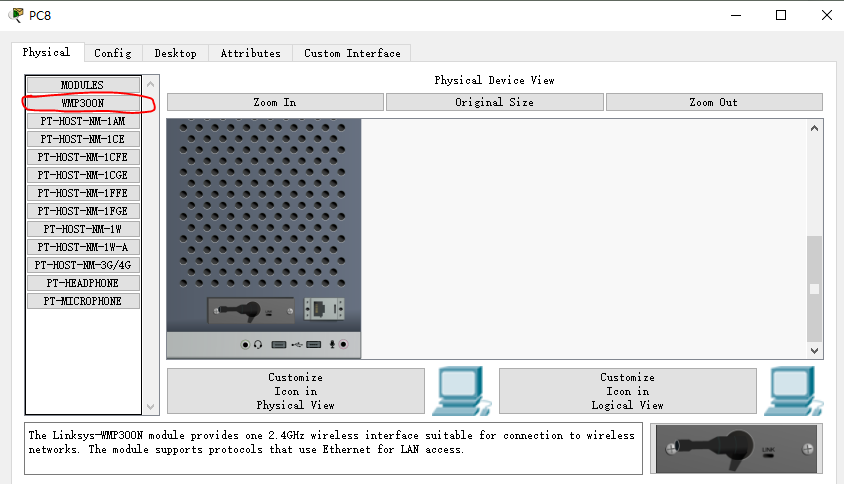 PC8
Physical Config Desktop Attributes Custom Interface
MODULES
WMP300N
PT-HOST-NM-1AM
PT-HOST-NM-1CE
PT-HOST-NM-1CFE
PT-HOST-NM-1CGE
PT-HOST-NM-1FFE
PT-HOST-NM-1FGE
PT-HOST-NM-1W
PT-HOST-NM-1W-A
PT-HOST-NM-3G/4G
PT-HEADPHONE
PT-MICROPHONE
Physical Device View
Zoom In Original Size Zoom Out
Customize
Icon in
Physical View
Customize
Icon in
Logical View
The Linksys-WMP300N module provides one 2.4GHz wireless interface suitable for connection to wireless
networks. The module supports protocols that use Ethernet for LAN access.
LINK